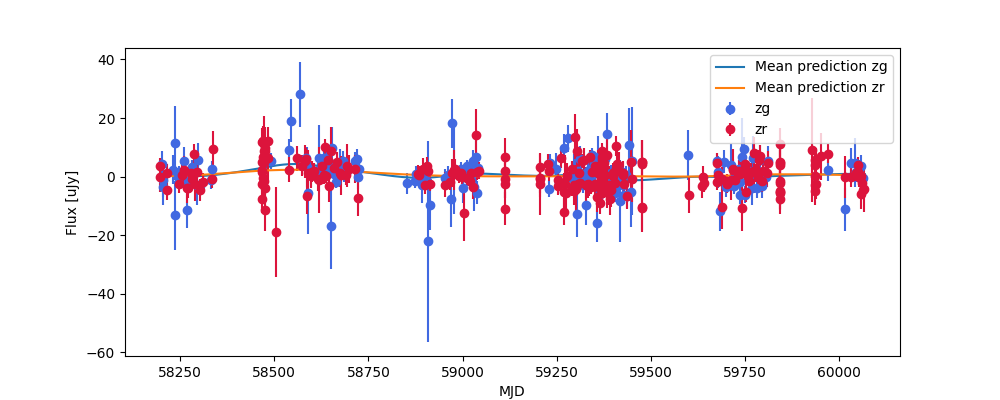 40
20
0
−20
−40
−60
Flux [uJy]
58250
58500
58750
59000
59250
59500
59750
60000
MJD
Mean prediction zg
Mean prediction zr
zg
zr